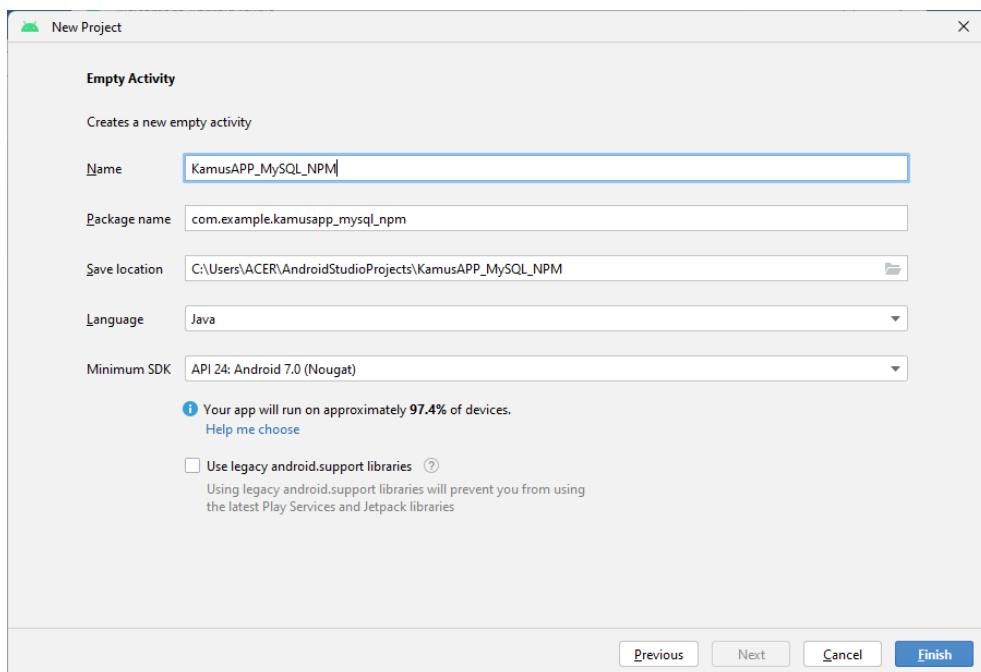 New Project
Empty Activity
Creates a new empty activity
Name KamusAPP_MySQL_NPM
Package name com.example.kamusapp_mysql_npm
Save location C:\Users\ACER\AndroidStudioProjects\KamusAPP_MySQL_NPM
Language Java
Minimum SDK API 24: Android 7.0 (Nougat)
Your app will run on approximately 97.4% of devices.
Help me choose
Use legacy android.support libraries ?
Using legacy android.support libraries will prevent you from using
the latest Play Services and Jetpack libraries
Previous Next Cancel Finish